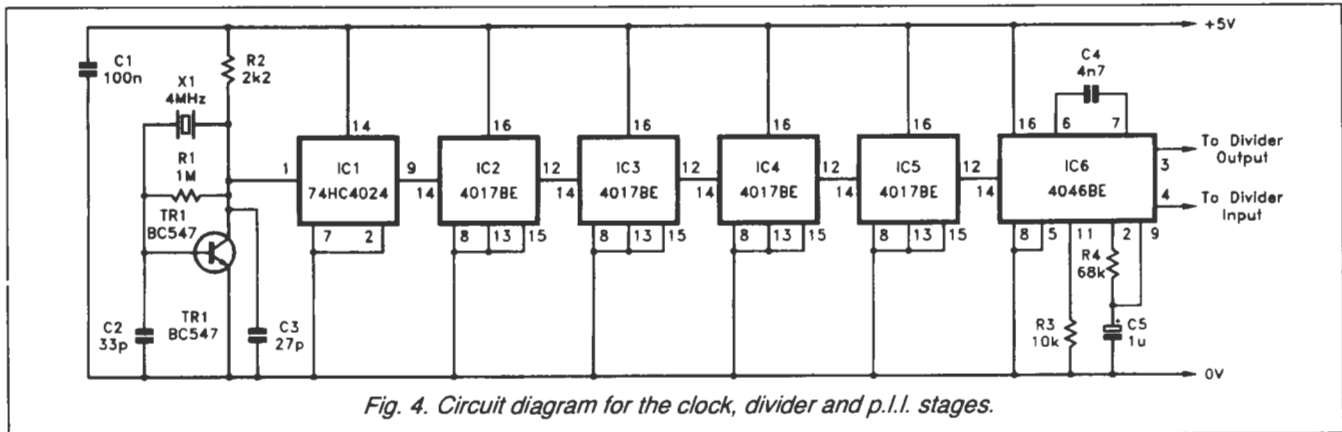 +5V
C1
100n
R2
2k2
X1
4MHz
R1
1M
TR1
BC547
TR1
BC547
C2
33p
C3
27p
14
1
IC1
74HC4024
9
7 2
16
14
IC2
4017BE
12
8 13 15
16
14
IC3
4017BE
12
8 13 15
16
14
IC4
4017BE
12
8 13 15
16
14
IC5
4017BE
12
8 13 15
C4
4n7
16 6 7
14
IC6
4046BE
3
4
To Divider
Output
To Divider
Input
8 5 11 2 9
R4
68k
R3
10k
+
C5
1u
0V
Fig. 4. Circuit diagram for the clock, divider and p.l.l. stages.